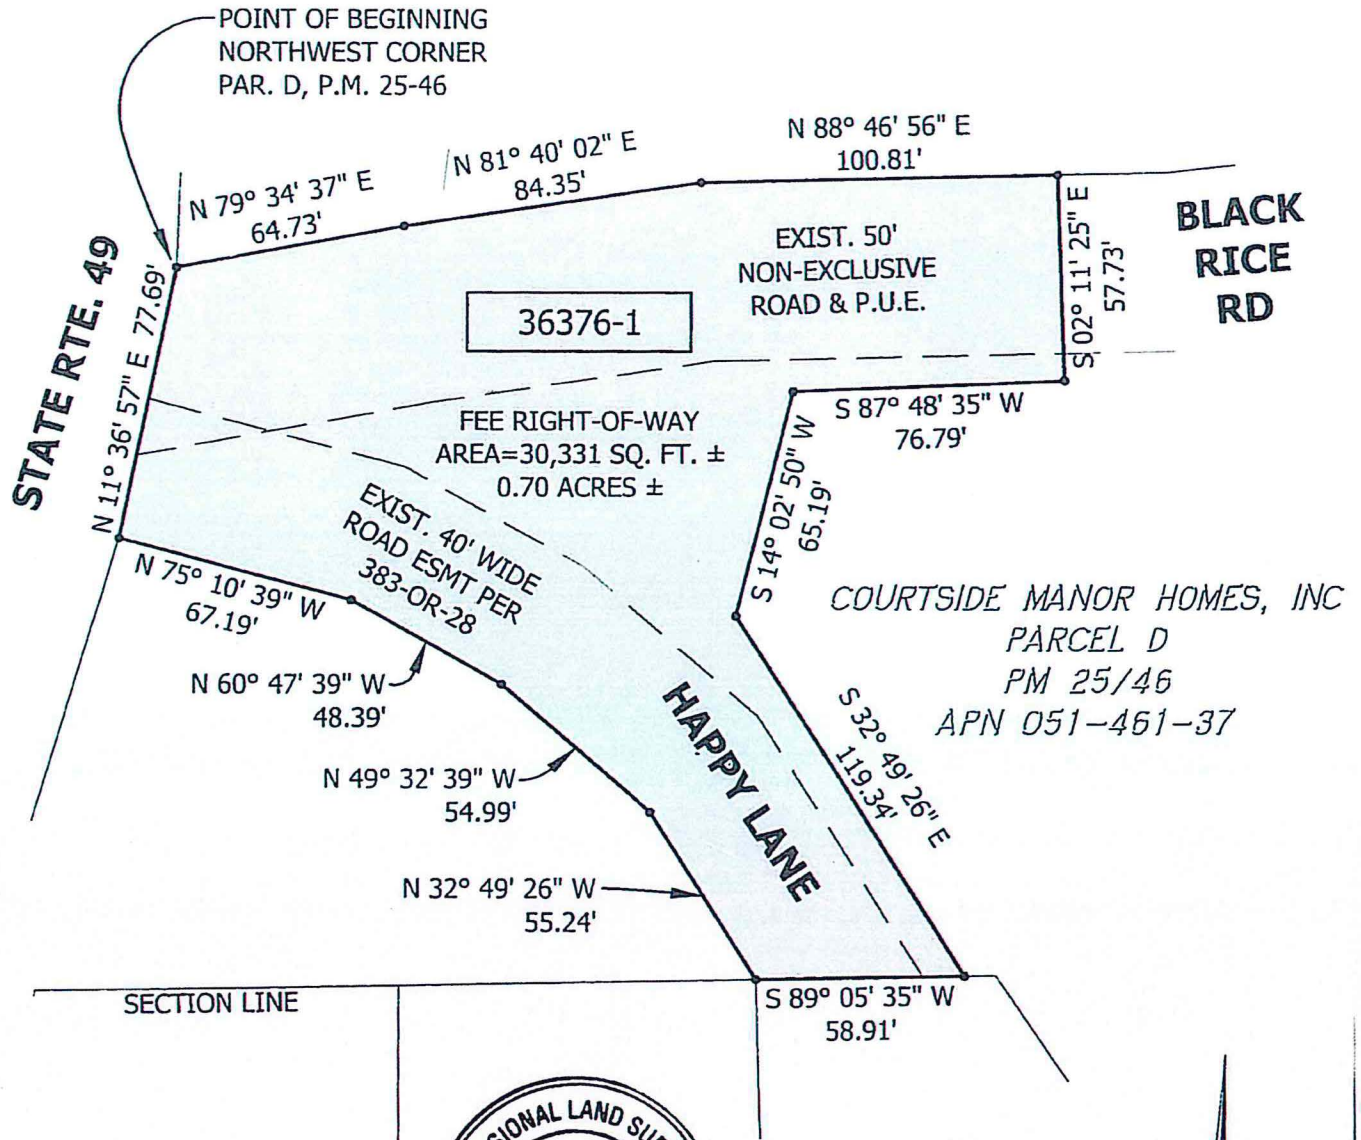 POINT OF BEGINNING
NORTHWEST CORNER
PAR. D, P.M. 25-46
N 79° 34' 37" E
64.73'
N 81° 40' 02" E
84.35'
N 88° 46' 56" E
100.81'
BLACK
RICE
RD
S 02° 11' 25" E
57.73'
EXIST. 50'
NON-EXCLUSIVE
ROAD & P.U.E.
36376-1
STATE RTE. 49
N 11° 36' 57" E 77.69'
FEE RIGHT-OF-WAY
AREA=30,331 SQ. FT. ±
0.70 ACRES ±
S 87° 48' 35" W
76.79'
S 14° 02' 50" W
65.19'
EXIST. 40' WIDE
ROAD ESMT PER
383-OR-28
N 75° 10' 39" W
67.19'
COURTSIDE MANOR HOMES, INC
PARCEL D
PM 25/46
APN 051-461-37
N 60° 47' 39" W
48.39'
HAPPY LANE
S 32° 49' 26" E
119.34'
N 49° 32' 39" W
54.99'
N 32° 49' 26" W
55.24'
SECTION LINE
S 89° 05' 35" W
58.91'
SIONAL LAND SU